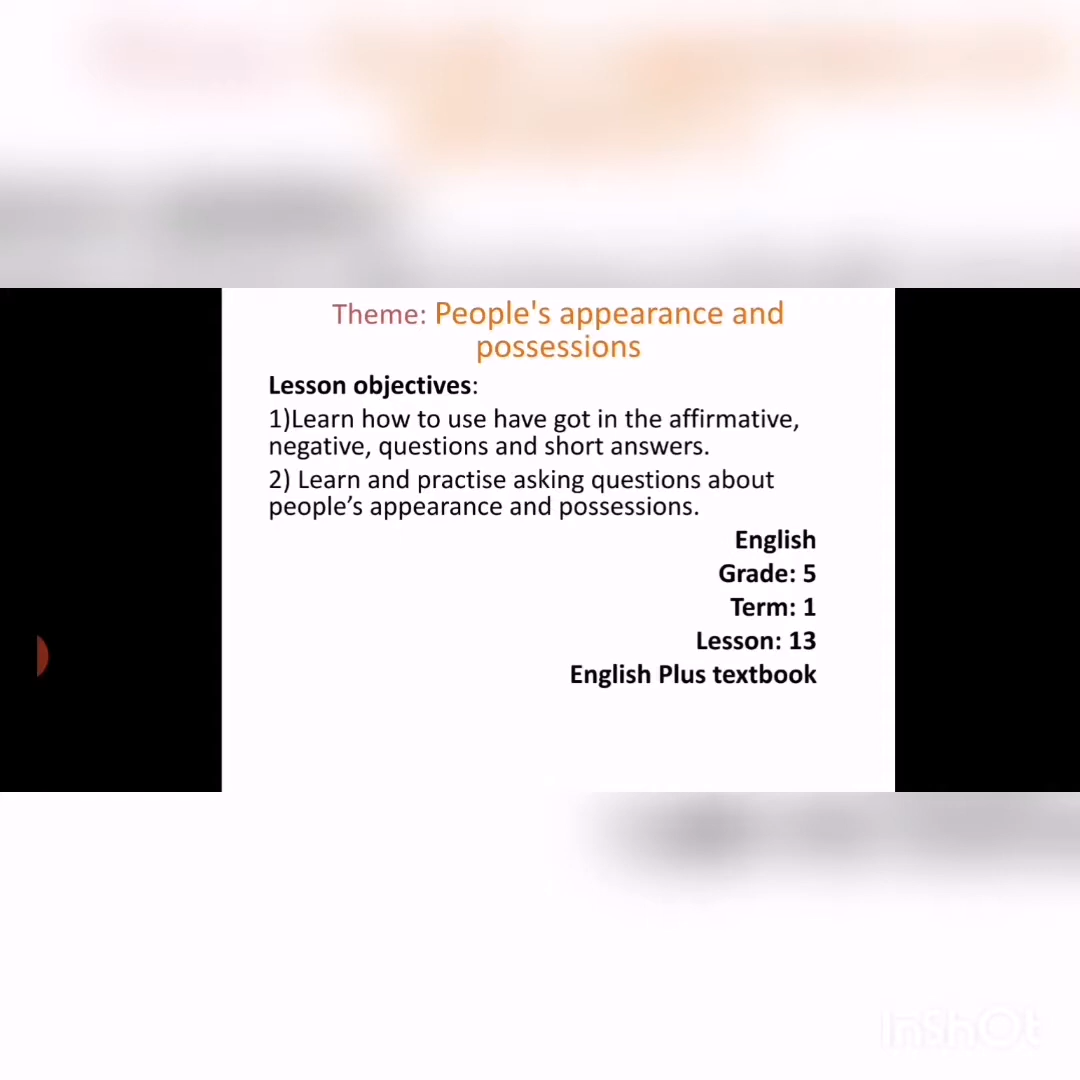 Theme: People's appearance and
possessions
Lesson objectives:
1)Learn how to use have got in the affirmative,
negative, questions and short answers.
2) Learn and practise asking questions about
people’s appearance and possessions.
English
Grade: 5
Term: 1
Lesson: 13
English Plus textbook
InShOt